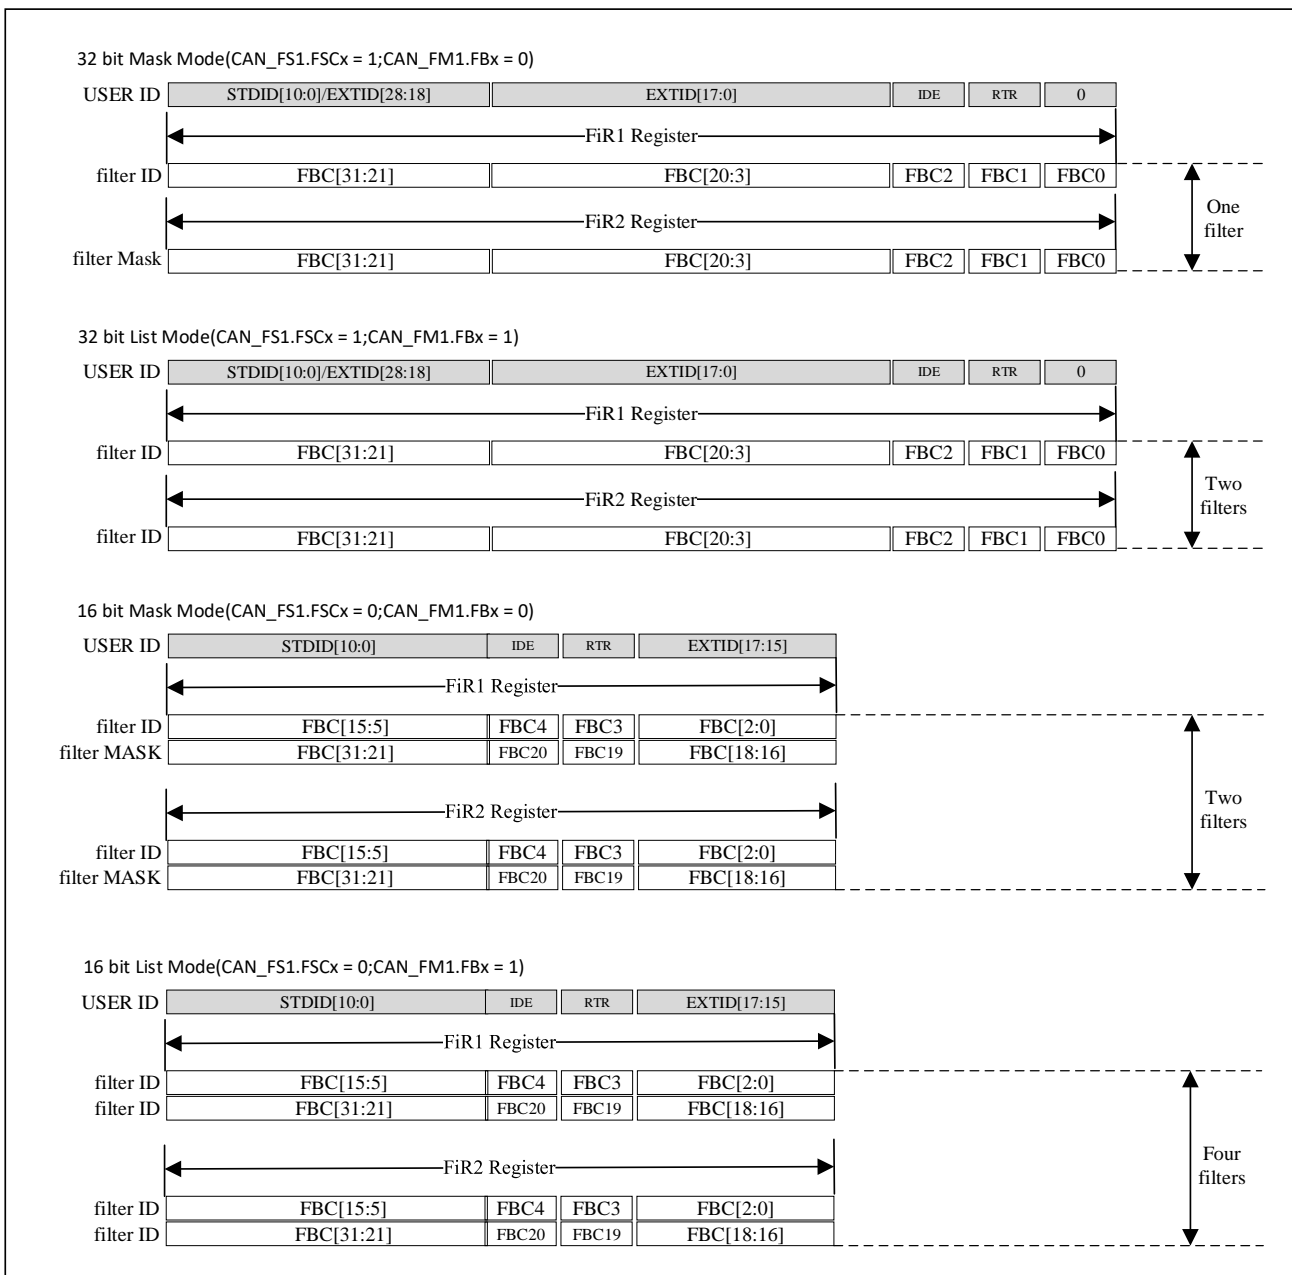 32 bit Mask Mode(CAN_FS1.FSCx = 1;CAN_FM1.FBx = 0)
USER ID STDID[10:0]/EXTID[28:18] EXTID[17:0] IDE RTR 0
FiR1 Register
filter ID FBC[31:21] FBC[20:3] FBC2 FBC1 FBC0
One
filter
FiR2 Register
filter Mask FBC[31:21] FBC[20:3] FBC2 FBC1 FBC0
32 bit List Mode(CAN_FS1.FSCx = 1;CAN_FM1.FBx = 1)
USER ID STDID[10:0]/EXTID[28:18] EXTID[17:0] IDE RTR 0
FiR1 Register
filter ID FBC[31:21] FBC[20:3] FBC2 FBC1 FBC0
Two
filters
FiR2 Register
filter ID FBC[31:21] FBC[20:3] FBC2 FBC1 FBC0
16 bit Mask Mode(CAN_FS1.FSCx = 0;CAN_FM1.FBx = 0)
USER ID STDID[10:0] IDE RTR EXTID[17:15]
FiR1 Register
filter ID FBC[15:5] FBC4 FBC3 FBC[2:0]
filter MASK FBC[31:21] FBC20 FBC19 FBC[18:16]
Two
filters
FiR2 Register
filter ID FBC[15:5] FBC4 FBC3 FBC[2:0]
filter MASK FBC[31:21] FBC20 FBC19 FBC[18:16]
16 bit List Mode(CAN_FS1.FSCx = 0;CAN_FM1.FBx = 1)
USER ID STDID[10:0] IDE RTR EXTID[17:15]
FiR1 Register
filter ID FBC[15:5] FBC4 FBC3 FBC[2:0]
filter ID FBC[31:21] FBC20 FBC19 FBC[18:16]
Four
filters
FiR2 Register
filter ID FBC[15:5] FBC4 FBC3 FBC[2:0]
filter ID FBC[31:21] FBC20 FBC19 FBC[18:16]